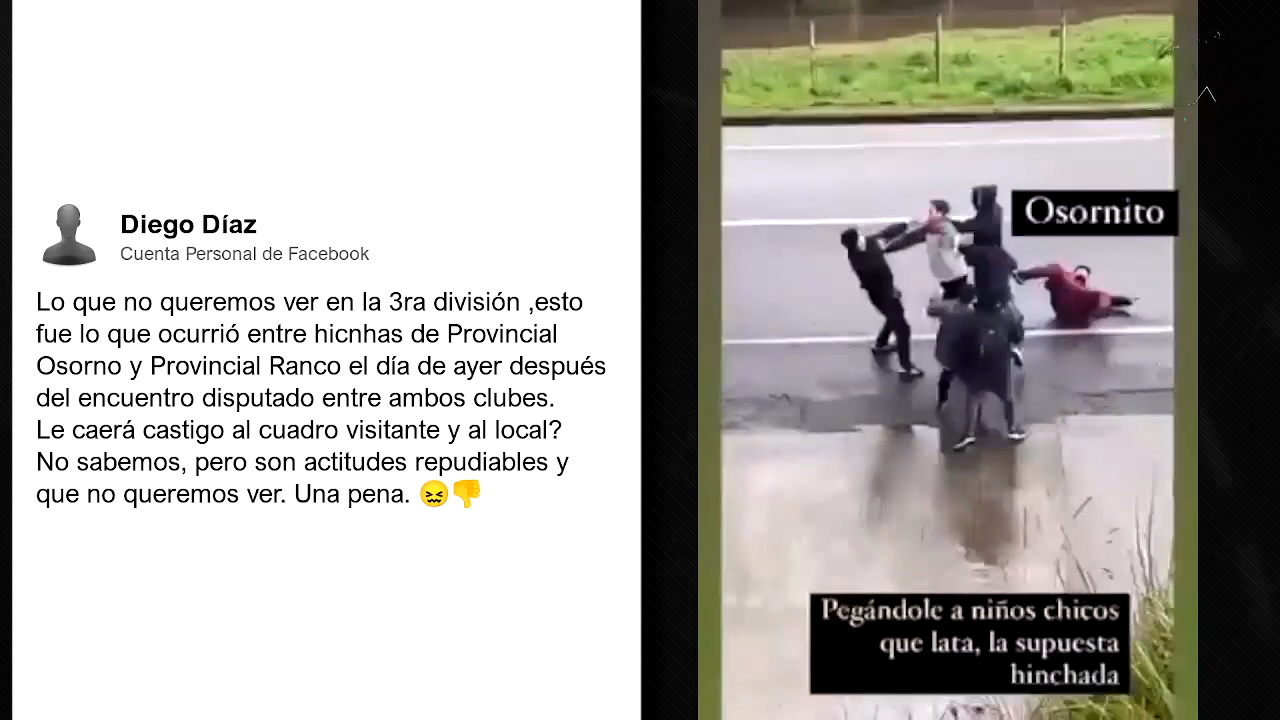 Diego Díaz
Cuenta Personal de Facebook
Lo que no queremos ver en la 3ra división ,esto
fue lo que ocurrió entre hicnhas de Provincial
Osorno y Provincial Ranco el día de ayer después
del encuentro disputado entre ambos clubes.
Le caerá castigo al cuadro visitante y al local?
No sabemos, pero son actitudes repudiables y
que no queremos ver. Una pena. 😖👎
Osornito
Pegándole a niños chicos
que lata, la supuesta
hinchada